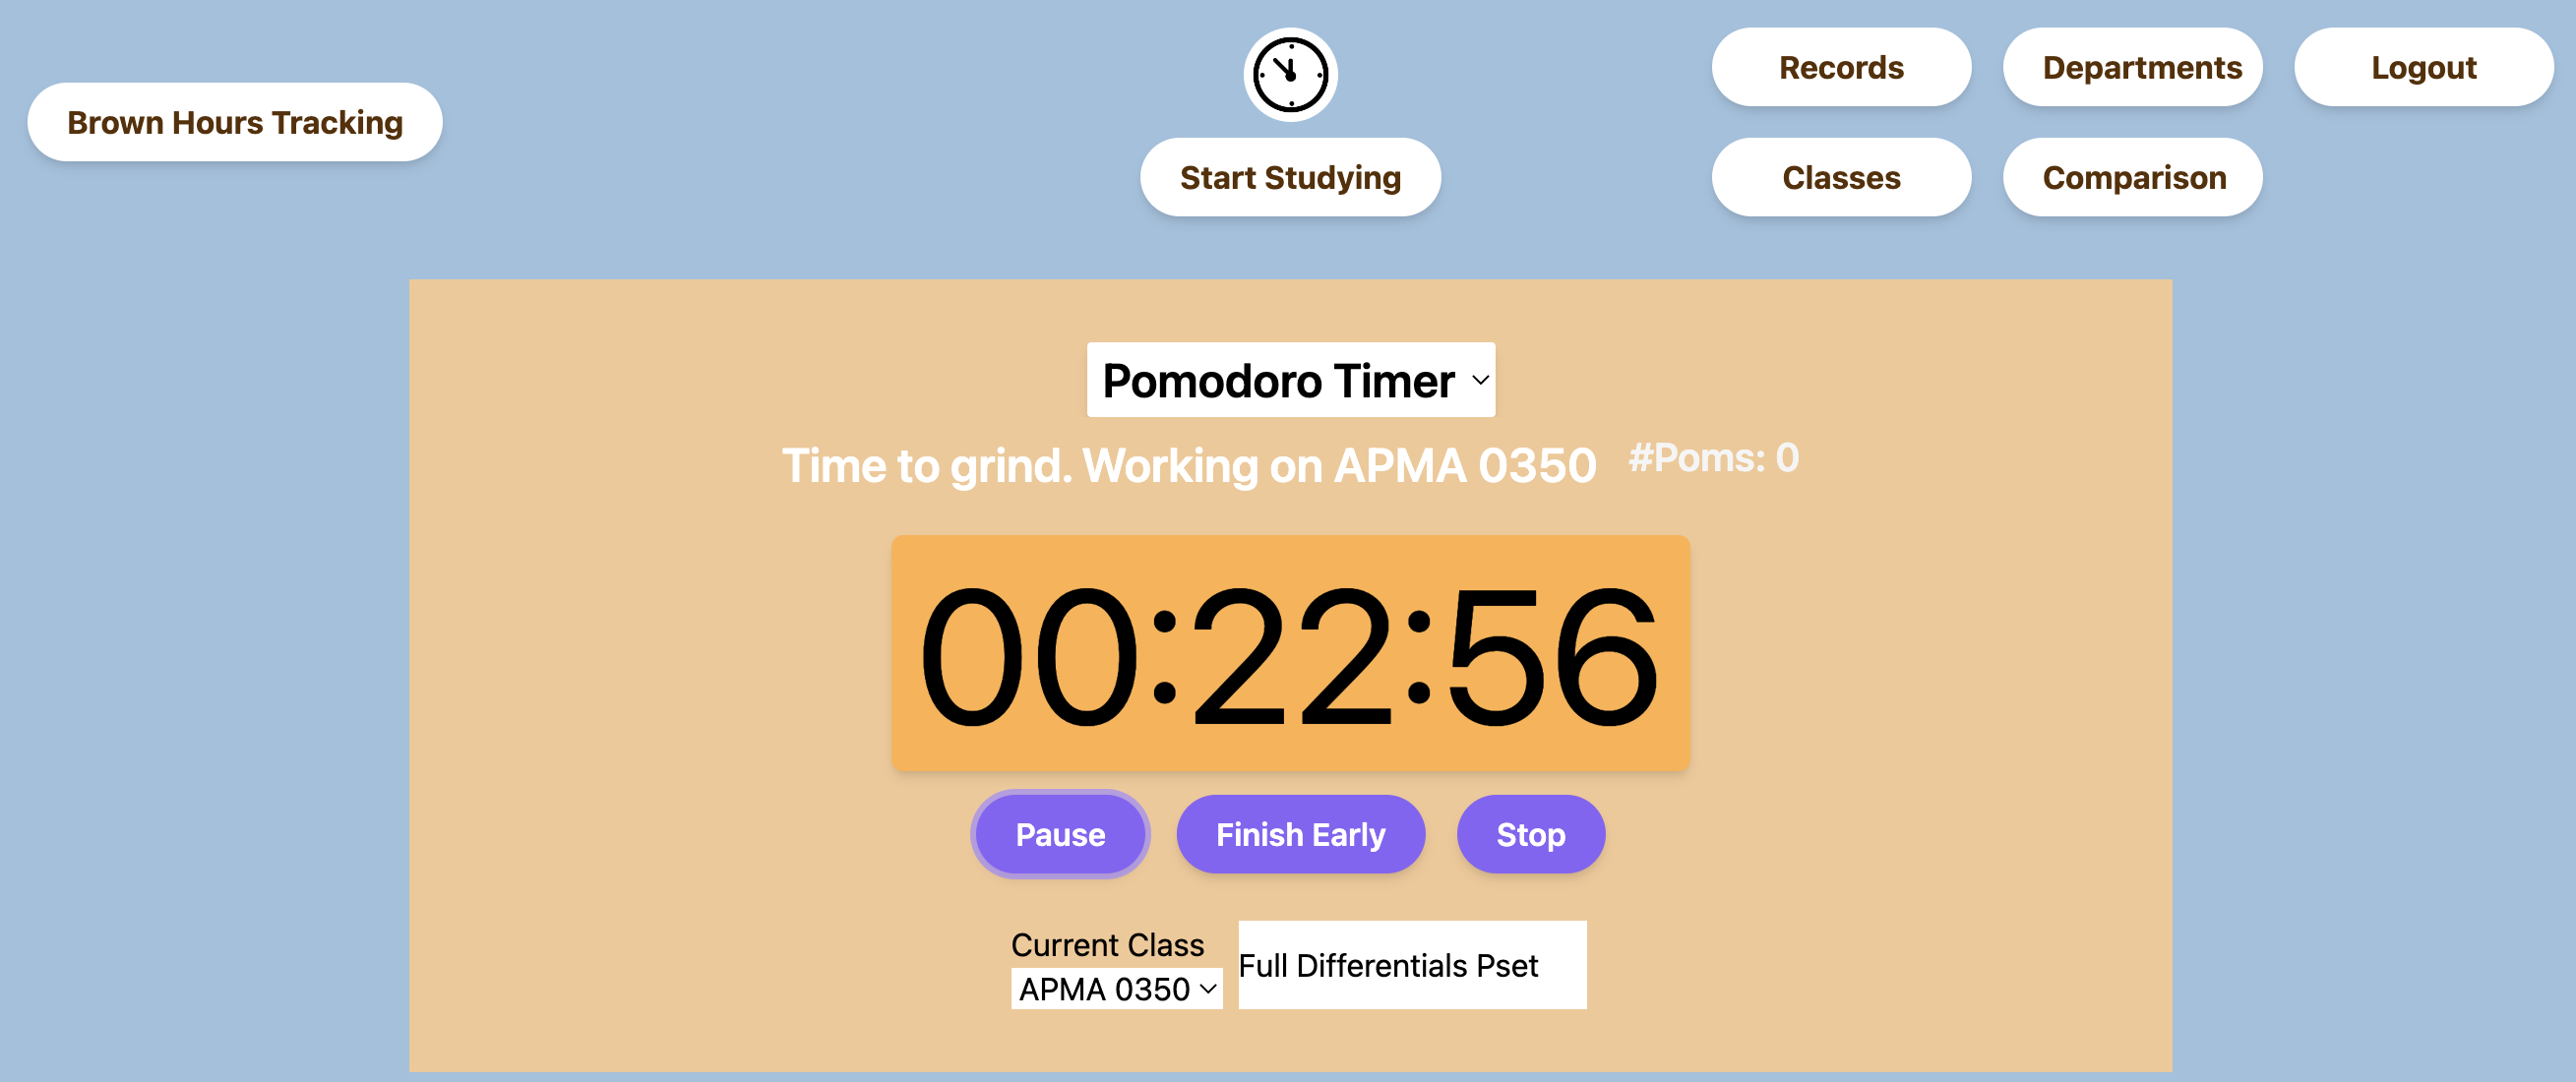 Brown Hours Tracking
Start Studying
Records
Departments
Logout
Classes
Comparison
Pomodoro Timer
Time to grind. Working on APMA 0350
#Poms: 0
00:22:56
Pause
Finish Early
Stop
Current Class
APMA 0350
Full Differentials Pset